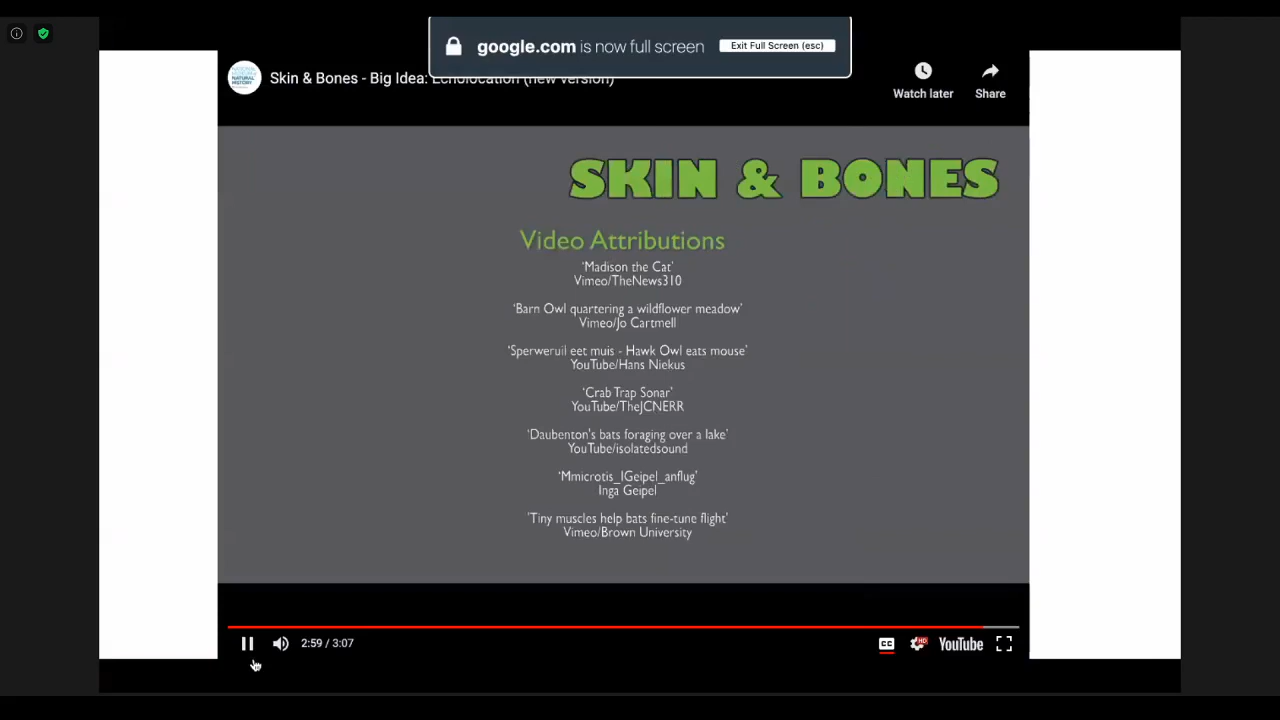 google.com is now full screen
Exit Full Screen (esc)
NATURAL
HISTORY
Skin & Bones - Big Idea: Echolocation (new version)
Watch later
Share
SKIN & BONES
Video Attributions
‘Madison the Cat’
Vimeo/TheNews310
‘Barn Owl quartering a wildflower meadow’
Vimeo/Jo Cartmell
‘Sperweruil eet muis - Hawk Owl eats mouse’
YouTube/Hans Niekus
‘Crab Trap Sonar’
YouTube/TheJCNERR
‘Daubenton's bats foraging over a lake’
YouTube/isolatedsound
‘Mmicrotis_IGeipel_anflug’
Inga Geipel
‘Tiny muscles help bats fine-tune flight’
Vimeo/Brown University
2:59 / 3:07
CC
HD
YouTube